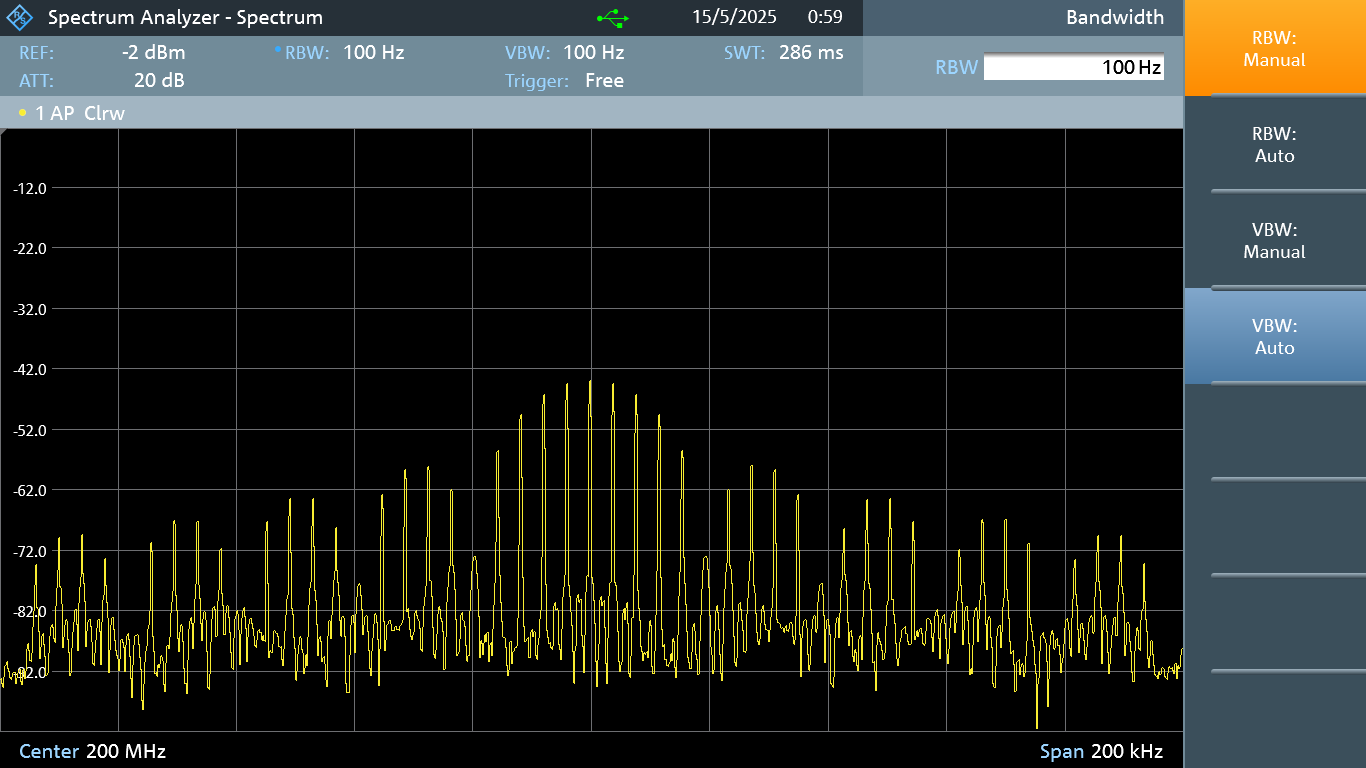 Spectrum Analyzer - Spectrum 15/5/2025 0:59 Bandwidth
REF: -2 dBm RBW: 100 Hz VBW: 100 Hz SWT: 286 ms
ATT: 20 dB Trigger: Free
RBW 100 Hz
1 AP Clrw
-12.0
-22.0
-32.0
-42.0
-52.0
-62.0
-72.0
-82.0
-92.0
Center 200 MHz Span 200 kHz
RBW:
Manual
RBW:
Auto
VBW:
Manual
VBW:
Auto